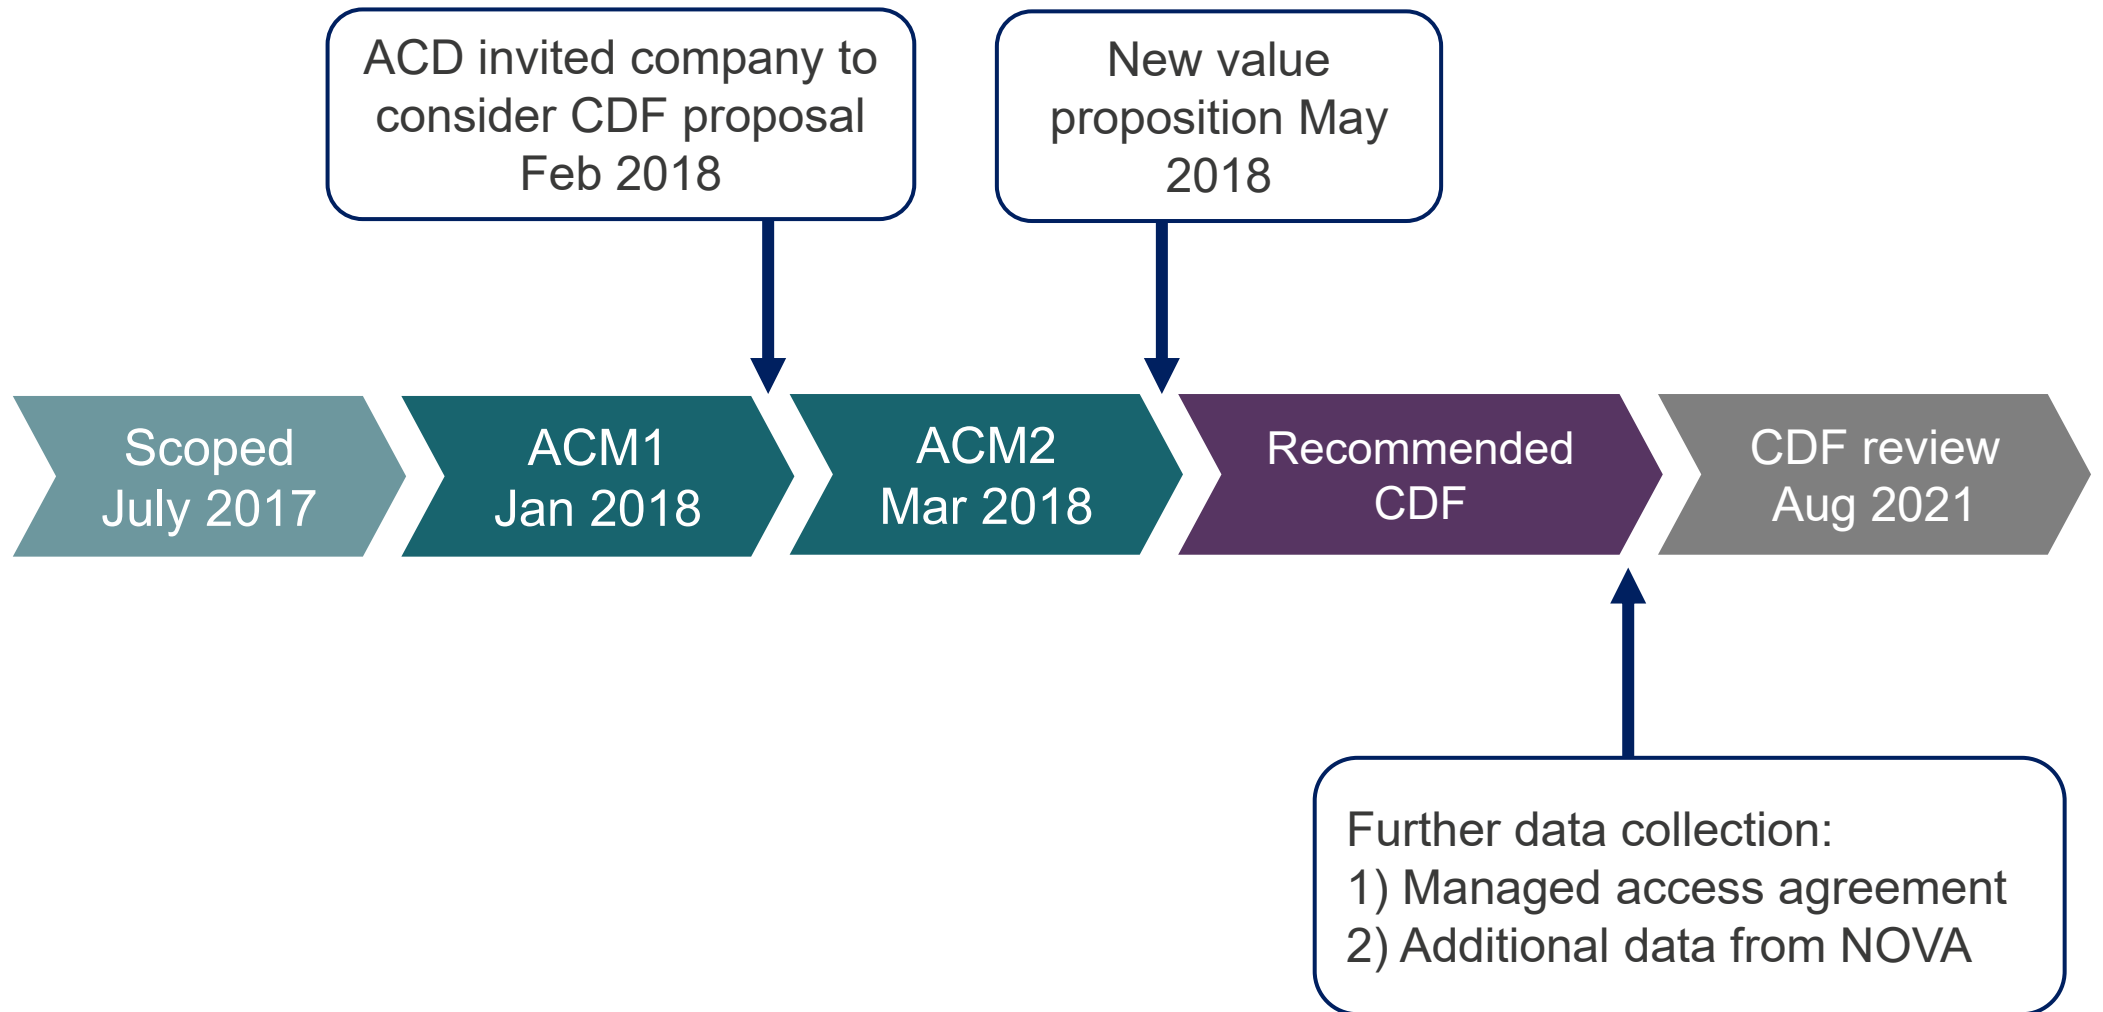 ACD invited company to
consider CDF proposal
Feb 2018
New value
proposition May
2018
Scoped
July 2017
ACM1
Jan 2018
ACM2
Mar 2018
Recommended
CDF
CDF review
Aug 2021
Further data collection:
1) Managed access agreement
2) Additional data from NOVA